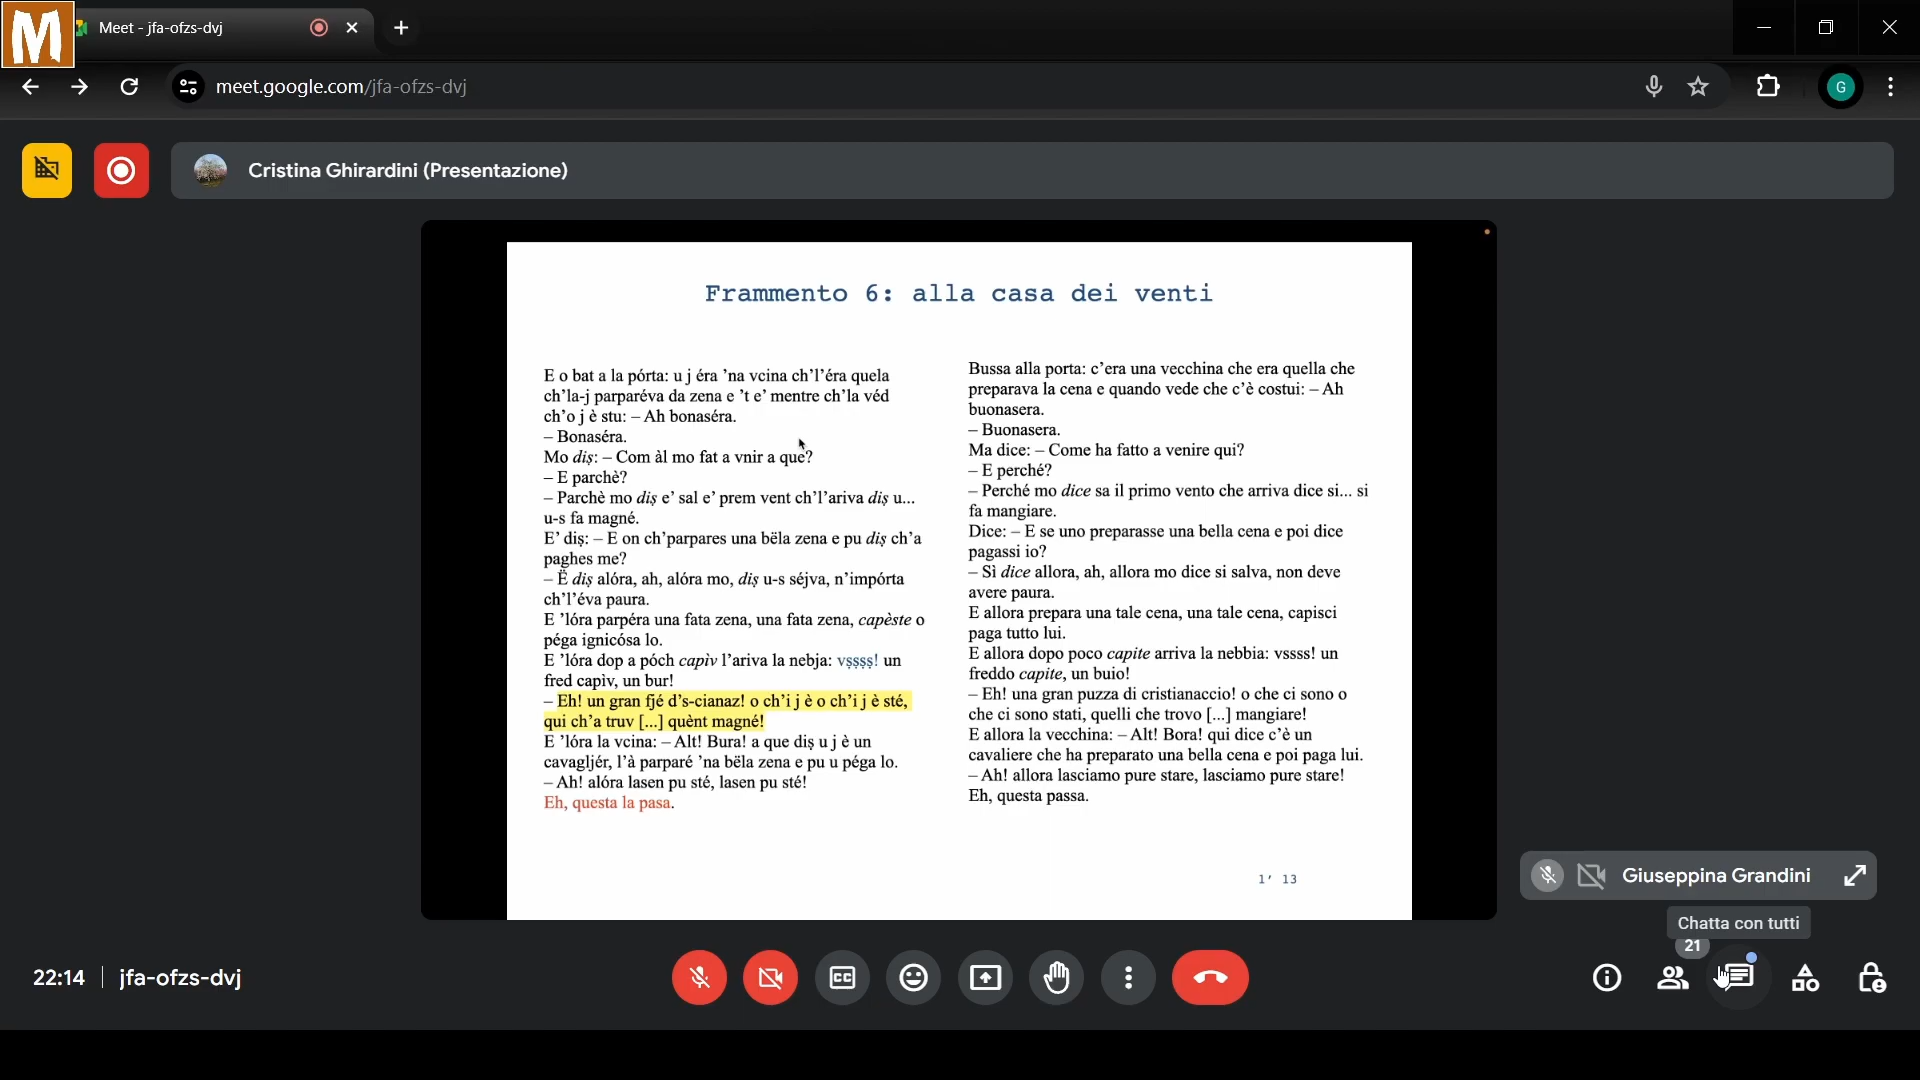 M
Meet - jfa-ofzs-dvj
meet.google.com/jfa-ofzs-dvj
G
Cristina Ghirardini (Presentazione)
Frammento 6: alla casa dei venti
E o bat a la pórta: u j éra ’na vcina ch’l’éra quela
ch’la-j parparéva da zena e ’t e’ mentre ch’la véd
ch’o j è stu: – Ah bonaséra.
– Bonaséra.
Mo diṣ: – Com àl mo fat a vnir a que?
– E parchè?
– Parchè mo diṣ e’ sal e’ prem vent ch’l’ariva diṣ u...
u-s fa magné.
E’ diṣ: – E on ch’parpares una bëla zena e pu diṣ ch’a
paghes me?
– Ë diṣ alóra, ah, alóra mo, diṣ u-s séjva, n’impórta
ch’l’éva paura.
E ’lóra parpéra una fata zena, una fata zena, capèste o
péga ignicósa lo.
E ’lóra dop a póch capìv l’ariva la nebja: vṣṣṣṣ! un
fred capìv, un bur!
– Eh! un gran fjé d’s-cianaz! o ch’i j è o ch’i j è sté,
qui ch’a truv [...] quènt magné!
E ’lóra la vcina: – Alt! Bura! a que diṣ u j è un
cavagljér, l’à parparé ’na bëla zena e pu u péga lo.
– Ah! alóra lasen pu sté, lasen pu sté!
Eh, questa la pasa.
Bussa alla porta: c’era una vecchina che era quella che
preparava la cena e quando vede che c’è costui: – Ah
buonasera.
– Buonasera.
Ma dice: – Come ha fatto a venire qui?
– E perché?
– Perché mo dice sa il primo vento che arriva dice si... si
fa mangiare.
Dice: – E se uno preparasse una bella cena e poi dice
pagassi io?
– Sì dice allora, ah, allora mo dice si salva, non deve
avere paura.
E allora prepara una tale cena, una tale cena, capisci
paga tutto lui.
E allora dopo poco capite arriva la nebbia: vssss! un
freddo capite, un buio!
– Eh! una gran puzza di cristianaccio! o che ci sono o
che ci sono stati, quelli che trovo [...] mangiare!
E allora la vecchina: – Alt! Bora! qui dice c’è un
cavaliere che ha preparato una bella cena e poi paga lui.
– Ah! allora lasciamo pure stare, lasciamo pure stare!
Eh, questa passa.
1’ 13
Giuseppina Grandini
Chatta con tutti
21
22:14
jfa-ofzs-dvj
CC